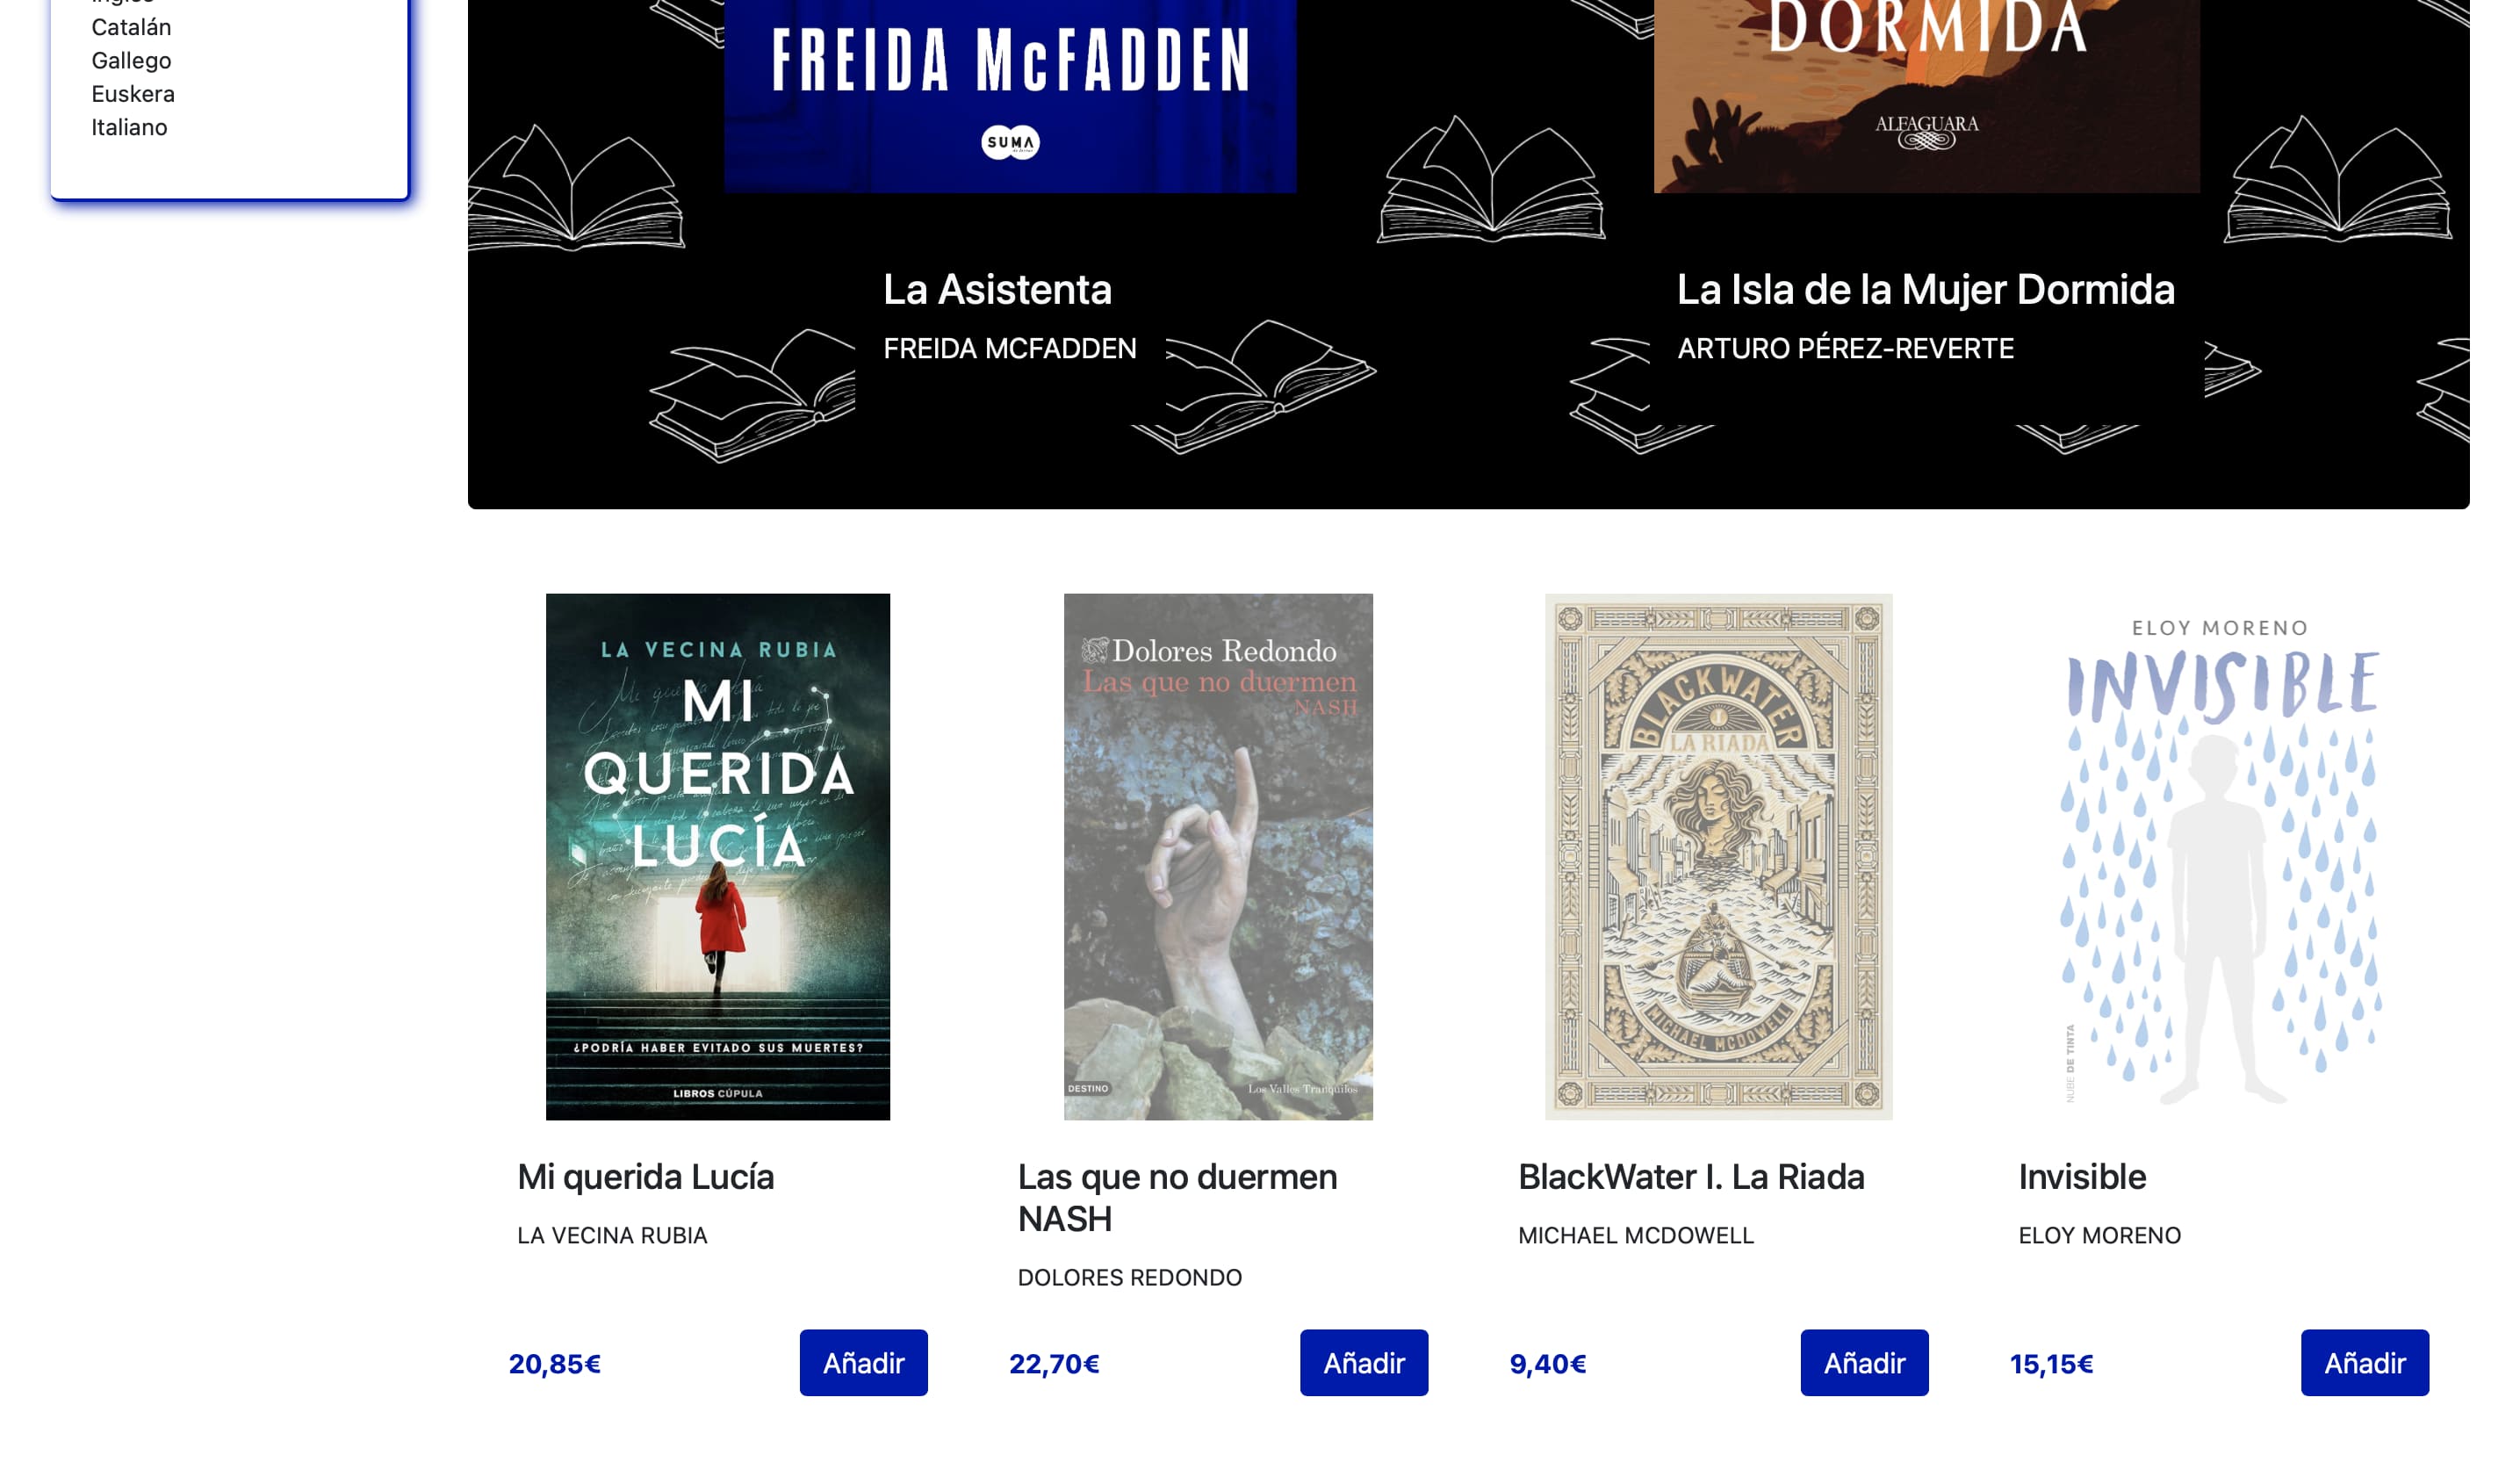 Catalán
Gallego
Euskera
Italiano
FREIDA McFADDEN
SUMA
DORMIDA
ALFAGUARA
La Asistenta
FREIDA MCFADDEN
La Isla de la Mujer Dormida
ARTURO PÉREZ-REVERTE
LA VECINA RUBIA
MI
QUERIDA
LUCÍA
¿PODRÍA HABER EVITADO SUS MUERTES?
LIBROS CÚPULA
Dolores Redondo
Las que no duermen
NASH
DESTINO
Los Valles Tranquilos
BLACKWATER
I
LA RIADA
MICHAEL MCDOWELL
ELOY MORENO
INVISIBLE
NUBE DE TINTA
Mi querida Lucía
LA VECINA RUBIA
20,85€
Añadir
Las que no duermen
NASH
DOLORES REDONDO
22,70€
Añadir
BlackWater I. La Riada
MICHAEL MCDOWELL
9,40€
Añadir
Invisible
ELOY MORENO
15,15€
Añadir